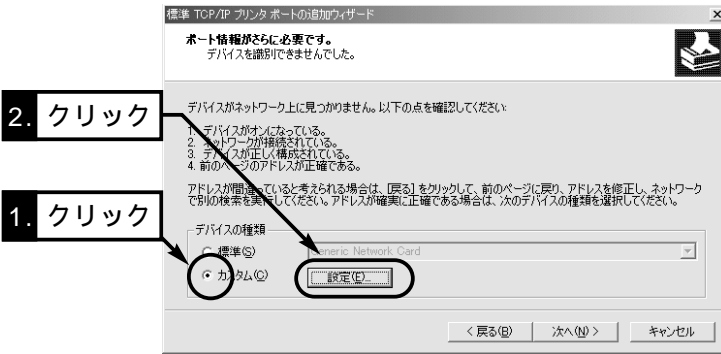 標準 TCP/IP プリンタ ポートの追加ウィザード
ポート情報がさらに必要です。
デバイスを識別できませんでした。
デバイスがネットワーク上に見つかりません。以下の点を確認してください:
1. デバイスがオンになっている。
2. ネットワークが接続されている。
3. デバイスが正しく構成されている。
4. 前のページのアドレスが正確である。
アドレスが間違っていると考えられる場合は、[戻る] をクリックして、前のページに戻り、アドレスを修正し、ネットワーク
で別の検索を実行してください。アドレスが確実に正確である場合は、次のデバイスの種類を選択してください。
デバイスの種類
標準(S)
Generic Network Card
カスタム(C)
設定(E)...
< 戻る(B)
次へ(N) >
キャンセル
2. クリック
1. クリック